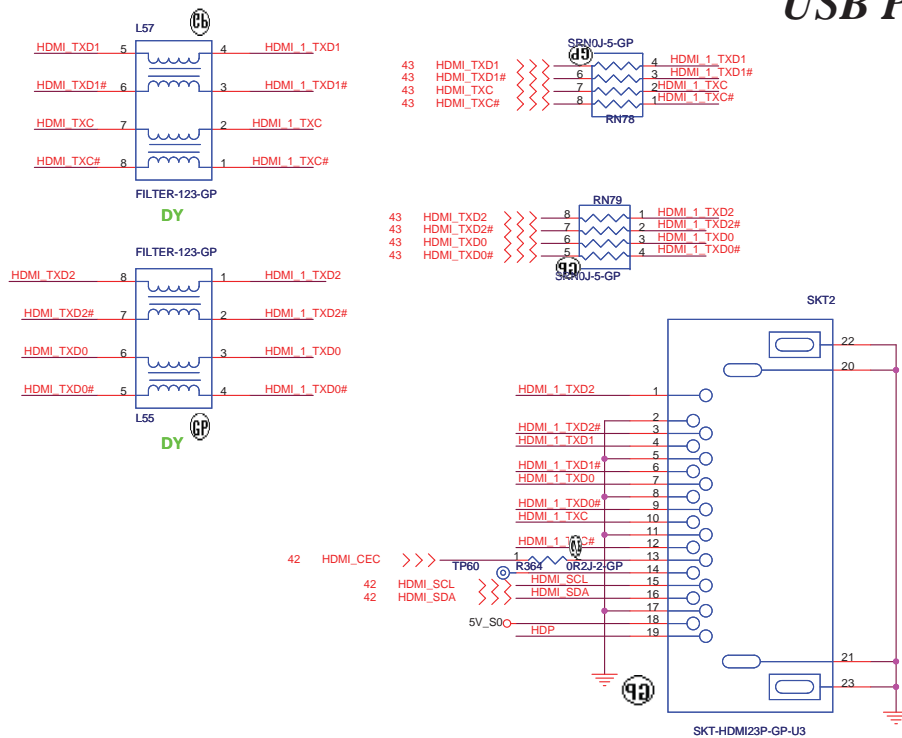 USB P
L57
HDMI_TXD1 5 4 HDMI_1_TXD1
HDMI_TXD1# 6 3 HDMI_1_TXD1#
HDMI_TXC 7 2 HDMI_1_TXC
HDMI_TXC# 8 1 HDMI_1_TXC#
FILTER-123-GP
DY
FILTER-123-GP
HDMI_TXD2 8 1 HDMI_1_TXD2
HDMI_TXD2# 7 2 HDMI_1_TXD2#
HDMI_TXD0 6 3 HDMI_1_TXD0
HDMI_TXD0# 5 4 HDMI_1_TXD0#
L55
GP
DY
SRN0J-5-GP
GP
43 HDMI_TXD1 5 4 HDMI_1_TXD1
43 HDMI_TXD1# 6 3 HDMI_1_TXD1#
43 HDMI_TXC 7 2 HDMI_1_TXC
43 HDMI_TXC# 8 1 HDMI_1_TXC#
RN78
RN79
43 HDMI_TXD2 8 1 HDMI_1_TXD2
43 HDMI_TXD2# 7 2 HDMI_1_TXD2#
43 HDMI_TXD0 6 3 HDMI_1_TXD0
43 HDMI_TXD0# 5 4 HDMI_1_TXD0#
GP
SRN0J-5-GP
SKT2
22
20
HDMI_1_TXD2 1
2
HDMI_1_TXD2# 3
HDMI_1_TXD1 4
5
HDMI_1_TXD1# 6
HDMI_1_TXD0 7
8
HDMI_1_TXD0# 9
HDMI_1_TXC 10
11
HDMI_1_TXC# 12
42 HDMI_CEC 1 13
TP60 R364 0R2J-2-GP 14
42 HDMI_SCL HDMI_SCL 15
42 HDMI_SDA HDMI_SDA 16
17
5V_S0 18
HDP 19
21
23
GP
SKT-HDMI23P-GP-U3